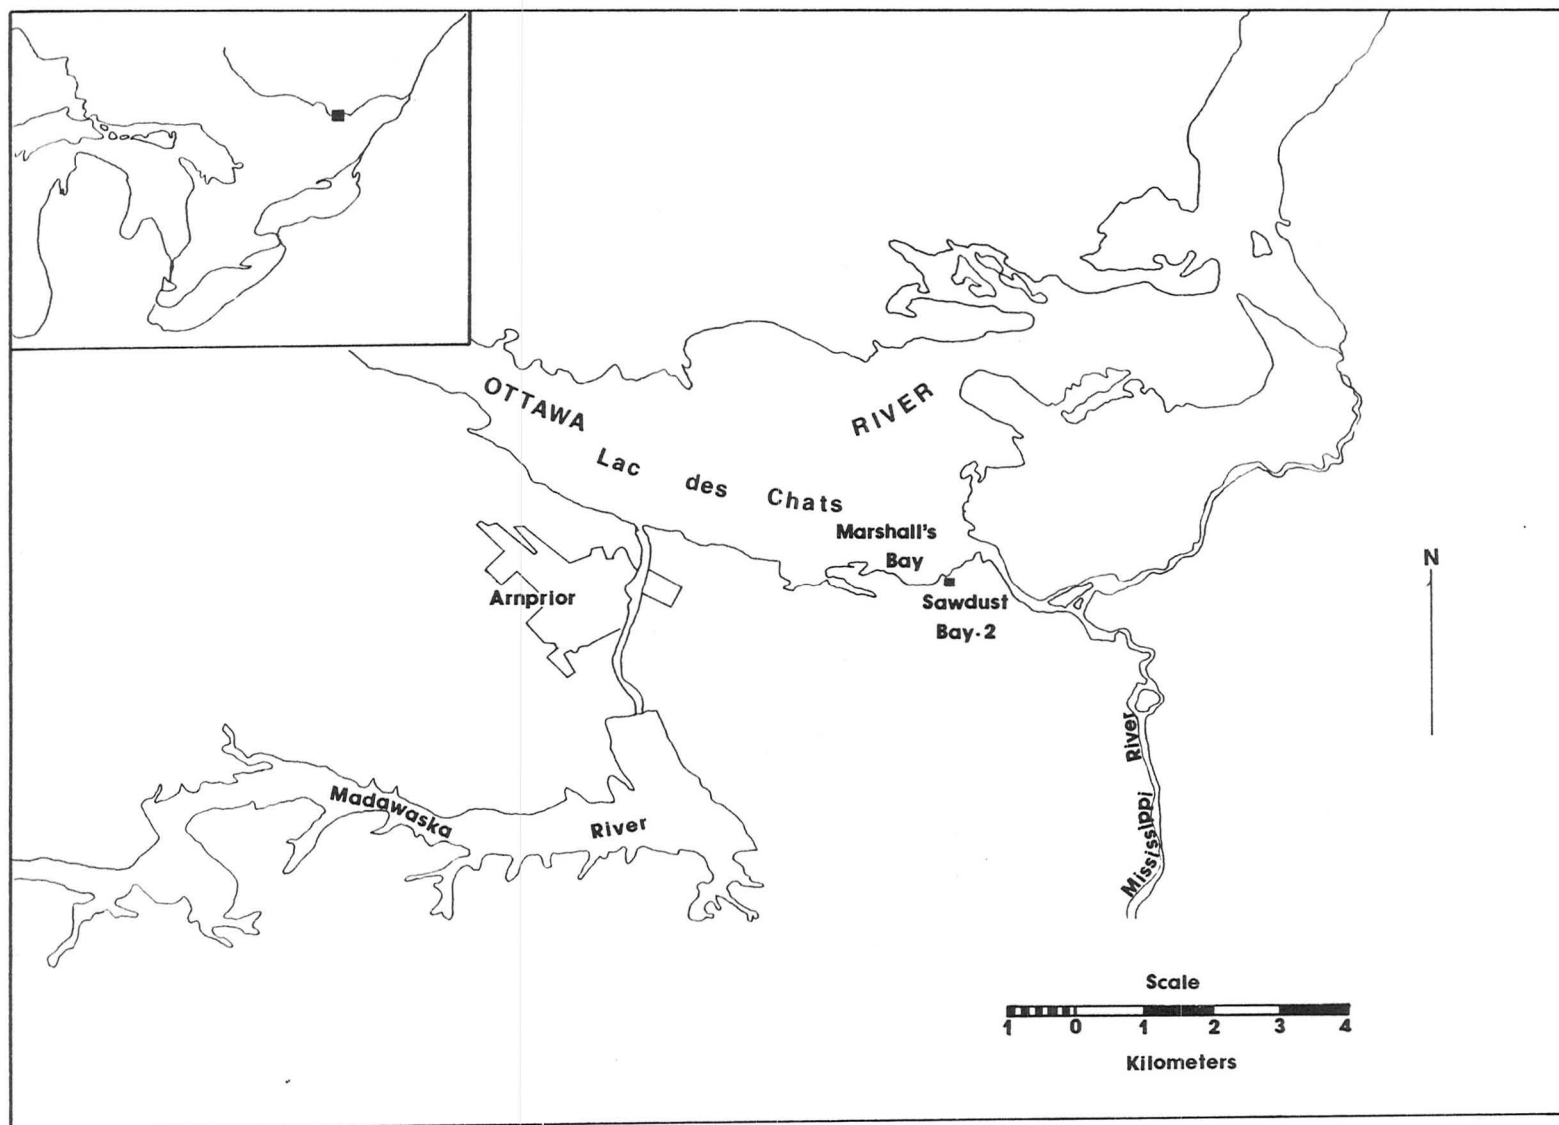 OTTAWA RIVER
Lac des Chats
Marshall's
Bay
Arnprior
Sawdust
Bay-2
N
Madawaska River
Mississippi River
Scale
1 0 1 2 3 4
Kilometers